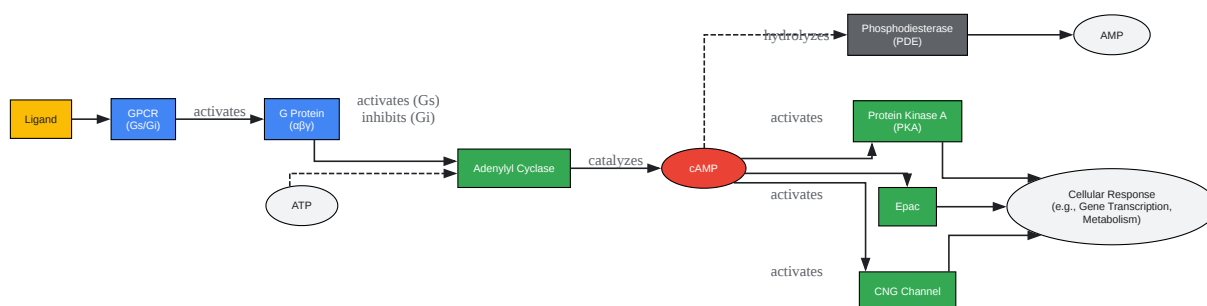 hydrolyzes
Phosphodiesterase
(PDE)
AMP
Ligand
GPCR
(Gs/Gi)
activates
G Protein
(αβγ)
activates (Gs)
inhibits (Gi)
ATP
Adenylyl Cyclase
catalyzes
cAMP
activates
Protein Kinase A
(PKA)
activates
Epac
activates
CNG Channel
Cellular Response
(e.g., Gene Transcription,
Metabolism)